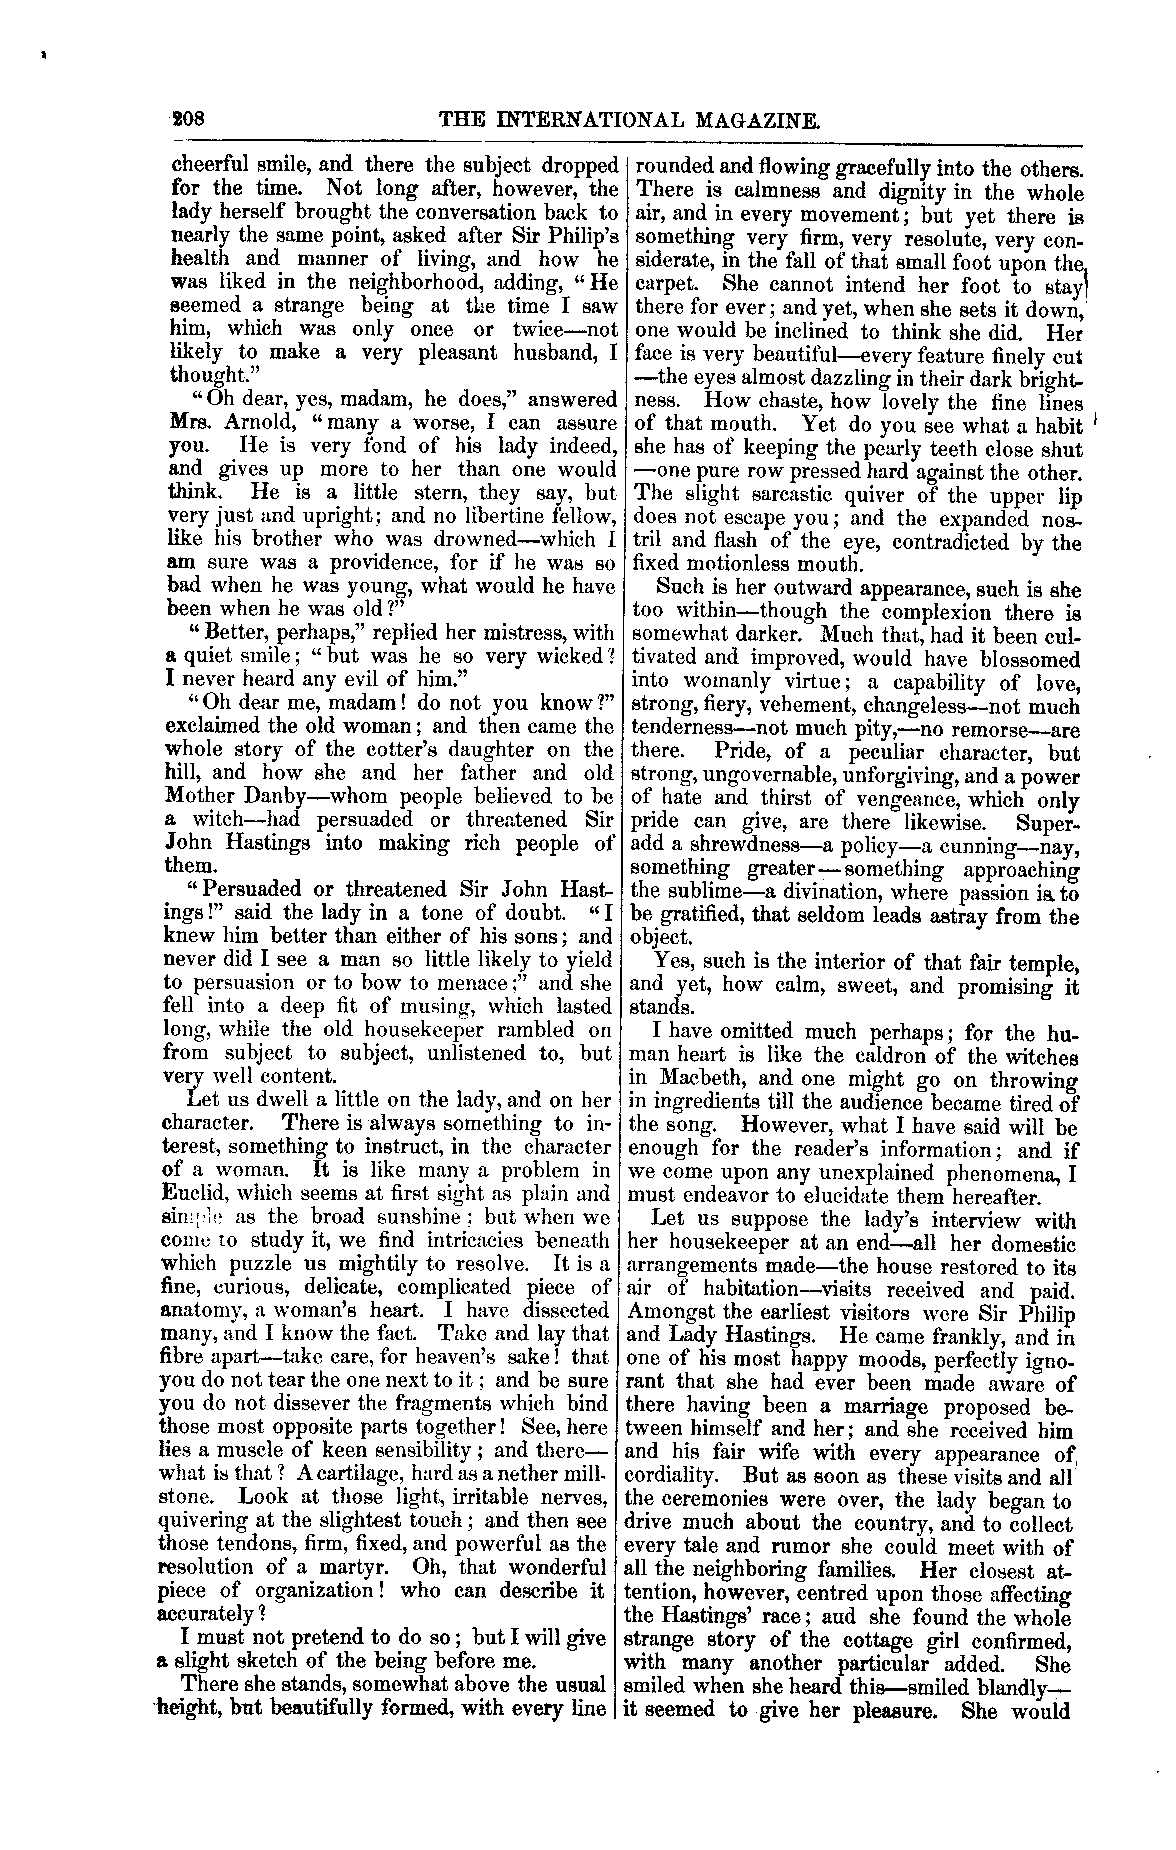 208
THE INTERNATIONAL MAGAZINE.
cheerful smile, and there the subject dropped
for the time. Not long after, however, the
lady herself brought the conversation back to
nearly the same point, asked after Sir Philip's
health and manner of living, and how he
was liked in the neighborhood, adding, "He
seemed a strange being at the time I saw
him, which was only once or twice—not
likely to make a very pleasant husband, I
thought."
"Oh dear, yes, madam, he does," answered
Mrs. Arnold, "many a worse, I can assure
you. He is very fond of his lady indeed,
and gives up more to her than one would
think. He is a little stern, they say, but
very just and upright; and no libertine fellow,
like his brother who was drowned—which I
am sure was a providence, for if he was so
bad when he was young, what would he have
been when he was old?"
"Better, perhaps," replied her mistress, with
a quiet smile; "but was he so very wicked?
I never heard any evil of him."
"Oh dear me, madam! do not you know?"
exclaimed the old woman; and then came the
whole story of the cotter's daughter on the
hill, and how she and her father and old
Mother Danby—whom people believed to be
a witch—had persuaded or threatened Sir
John Hastings into making rich people of
them.
"Persuaded or threatened Sir John Hast-
ings!" said the lady in a tone of doubt. "I
knew him better than either of his sons; and
never did I see a man so little likely to yield
to persuasion or to bow to menace;" and she
fell into a deep fit of musing, which lasted
long, while the old housekeeper rambled on
from subject to subject, unlistened to, but
very well content.
Let us dwell a little on the lady, and on her
character. There is always something to in-
terest, something to instruct, in the character
of a woman. It is like many a problem in
Euclid, which seems at first sight as plain and
simple as the broad sunshine; but when we
come to study it, we find intricacies beneath
which puzzle us mightily to resolve. It is a
fine, curious, delicate, complicated piece of
anatomy, a woman's heart. I have dissected
many, and I know the fact. Take and lay that
fibre apart—take care, for heaven's sake! that
you do not tear the one next to it; and be sure
you do not dissever the fragments which bind
those most opposite parts together! See, here
lies a muscle of keen sensibility; and there—
what is that? A cartilage, hard as a nether mill-
stone. Look at those light, irritable nerves,
quivering at the slightest touch; and then see
those tendons, firm, fixed, and powerful as the
resolution of a martyr. Oh, that wonderful
piece of organization! who can describe it
accurately?
I must not pretend to do so; but I will give
a slight sketch of the being before me.
There she stands, somewhat above the usual
height, but beautifully formed, with every line
rounded and flowing gracefully into the others.
There is calmness and dignity in the whole
air, and in every movement; but yet there is
something very firm, very resolute, very con-
siderate, in the fall of that small foot upon the
carpet. She cannot intend her foot to stay
there for ever; and yet, when she sets it down,
one would be inclined to think she did. Her
face is very beautiful—every feature finely cut
—the eyes almost dazzling in their dark bright-
ness. How chaste, how lovely the fine lines
of that mouth. Yet do you see what a habit
she has of keeping the pearly teeth close shut
—one pure row pressed hard against the other.
The slight sarcastic quiver of the upper lip
does not escape you; and the expanded nos-
tril and flash of the eye, contradicted by the
fixed motionless mouth.
Such is her outward appearance, such is she
too within—though the complexion there is
somewhat darker. Much that, had it been cul-
tivated and improved, would have blossomed
into womanly virtue; a capability of love,
strong, fiery, vehement, changeless—not much
tenderness—not much pity,—no remorse—are
there. Pride, of a peculiar character, but
strong, ungovernable, unforgiving, and a power
of hate and thirst of vengeance, which only
pride can give, are there likewise. Super-
add a shrewdness—a policy—a cunning—nay,
something greater—something approaching
the sublime—a divination, where passion is to
be gratified, that seldom leads astray from the
object.
Yes, such is the interior of that fair temple,
and yet, how calm, sweet, and promising it
stands.
I have omitted much perhaps; for the hu-
man heart is like the caldron of the witches
in Macbeth, and one might go on throwing
in ingredients till the audience became tired of
the song. However, what I have said will be
enough for the reader's information; and if
we come upon any unexplained phenomena, I
must endeavor to elucidate them hereafter.
Let us suppose the lady's interview with
her housekeeper at an end—all her domestic
arrangements made—the house restored to its
air of habitation—visits received and paid.
Amongst the earliest visitors were Sir Philip
and Lady Hastings. He came frankly, and in
one of his most happy moods, perfectly igno-
rant that she had ever been made aware of
there having been a marriage proposed be-
tween himself and her; and she received him
and his fair wife with every appearance of
cordiality. But as soon as these visits and all
the ceremonies were over, the lady began to
drive much about the country, and to collect
every tale and rumor she could meet with of
all the neighboring families. Her closest at-
tention, however, centred upon those affecting
the Hastings' race; aud she found the whole
strange story of the cottage girl confirmed,
with many another particular added. She
smiled when she heard this—smiled blandly—
it seemed to give her pleasure. She would